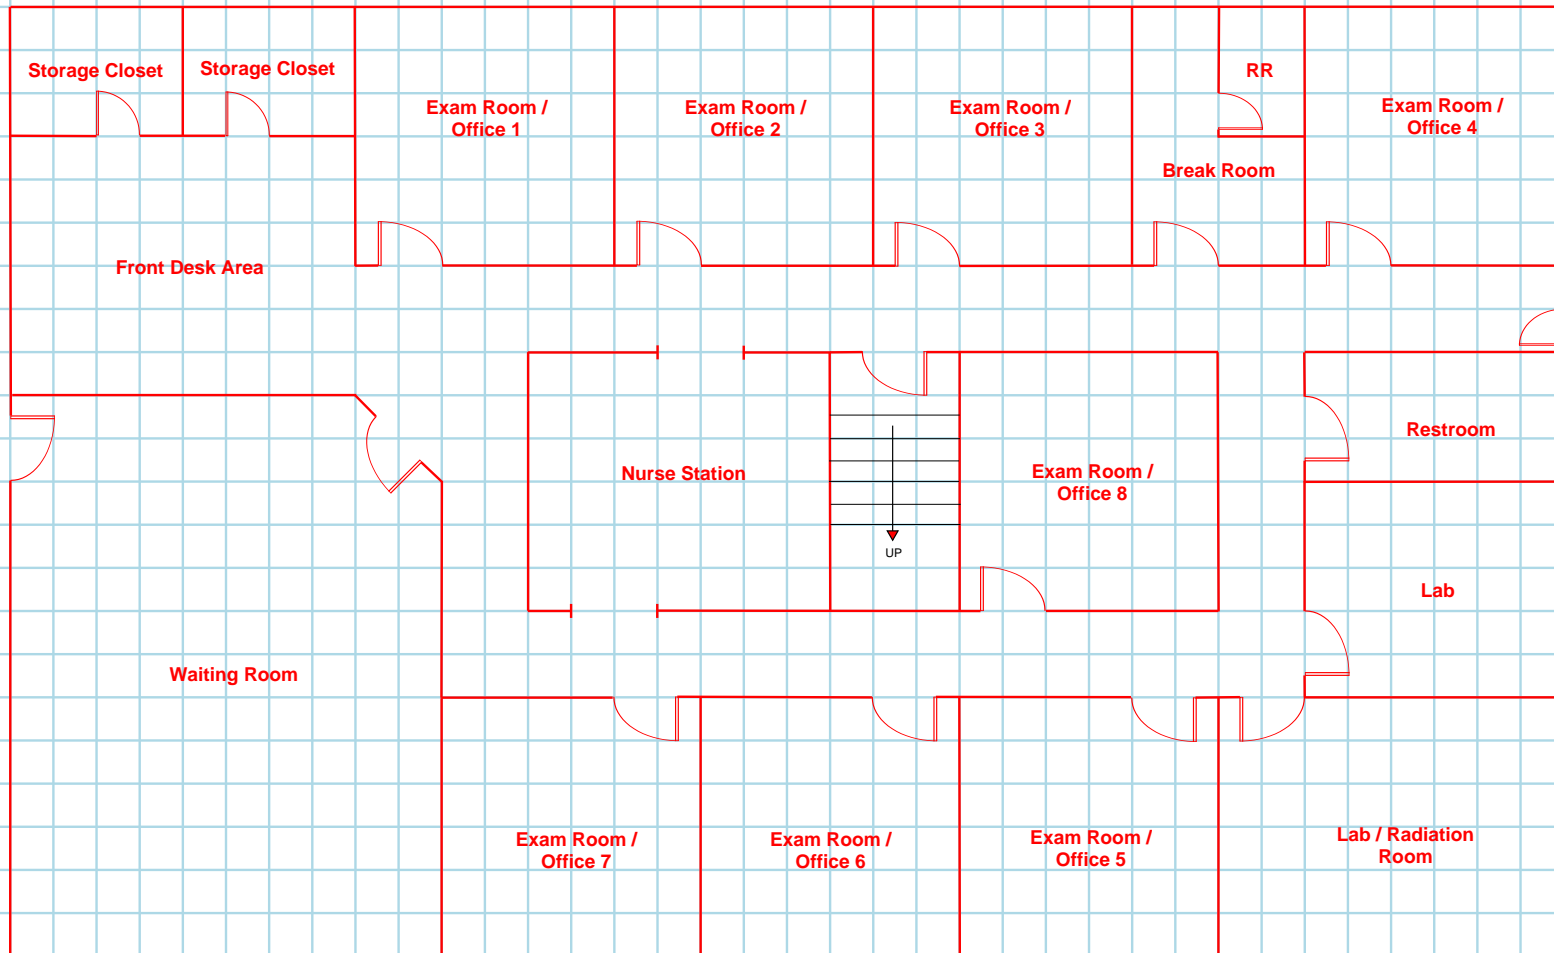 Storage Closet
Storage Closet
RR
Exam Room /
Office 1
Exam Room /
Office 2
Exam Room /
Office 3
Exam Room /
Office 4
Break Room
Front Desk Area
Restroom
Nurse Station
Exam Room /
Office 8
UP
Lab
Waiting Room
Exam Room /
Office 7
Exam Room /
Office 6
Exam Room /
Office 5
Lab / Radiation
Room